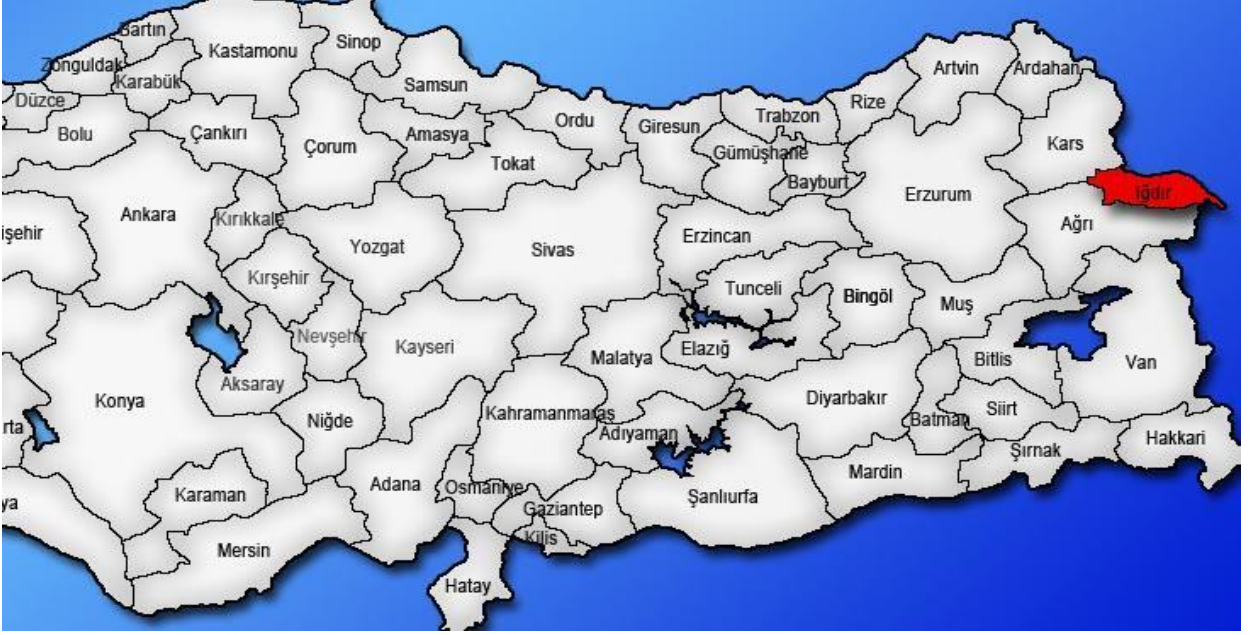 Bartın
Kastamonu
Sinop
Zonguldak
Karabük
Samsun
Artvin
Ardahan
Düzce
Bolu
Çankırı
Çorum
Amasya
Ordu
Giresun
Trabzon
Rize
Kars
Tokat
Gümüşhane
Bayburt
Iğdır
Ankara
Kırıkkale
Erzurum
işehir
Yozgat
Sivas
Erzincan
Ağrı
Kırşehir
Tunceli
Bingöl
Muş
Nevşehir
Kayseri
Malatya
Elazığ
Bitlis
Van
Aksaray
Konya
Niğde
Kahramanmaraş
Diyarbakır
Siirt
rta
Adıyaman
Batman
Hakkari
Şırnak
Karaman
Adana
Osmaniye
Şanlıurfa
Mardin
ya
Gaziantep
Kilis
Mersin
Hatay